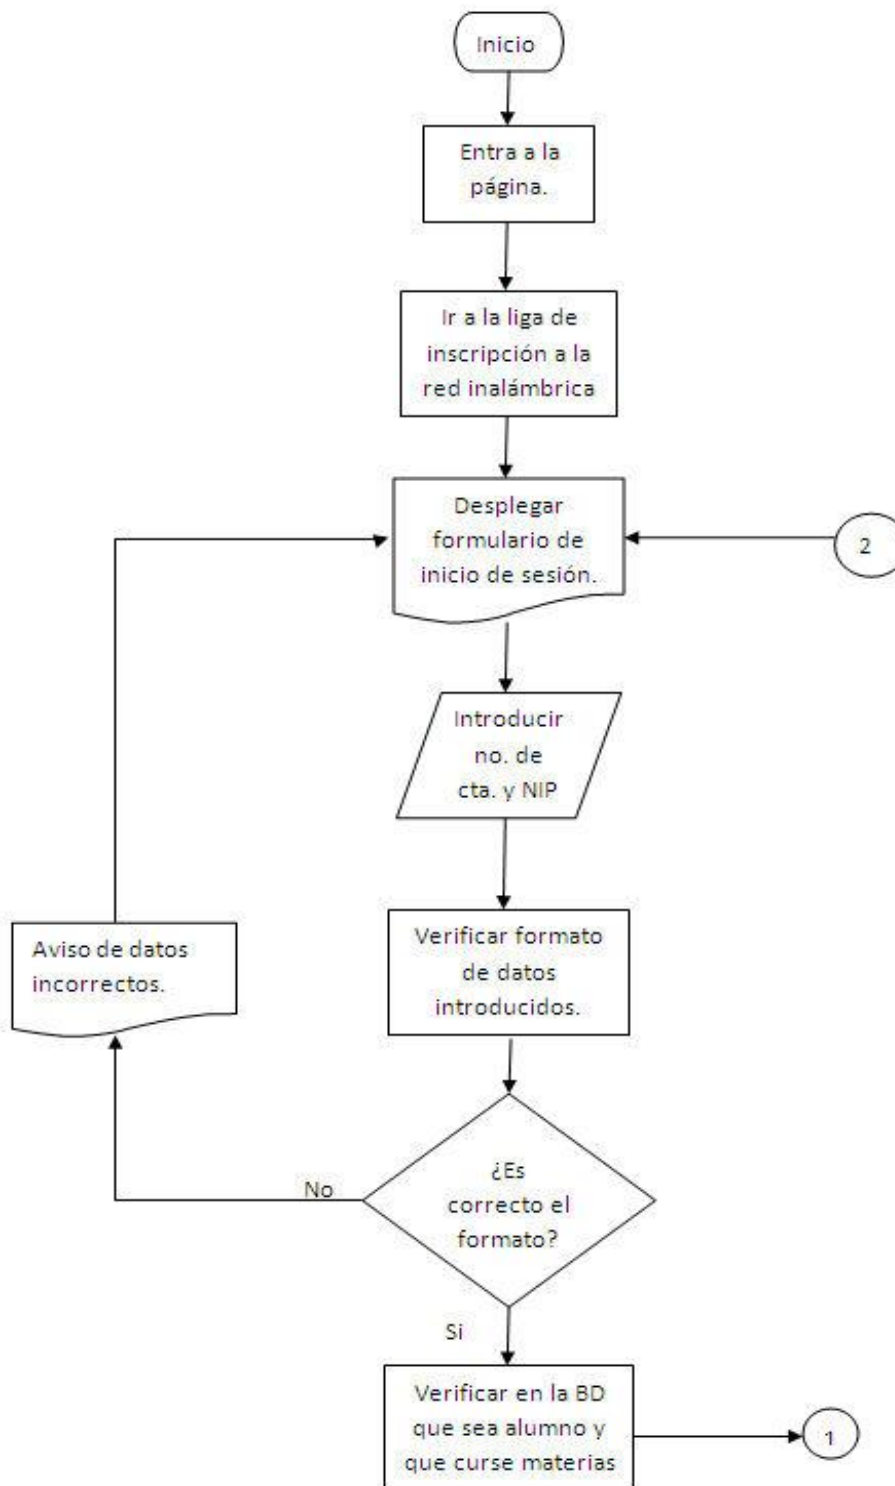 Inicio
Entra a la
página.
Ir a la liga de
inscripción a la
red inalámbrica
Desplegar
formulario de
inicio de sesión.
2
Introducir
no. de
cta. y NIP
Verificar formato
de datos
introducidos.
Aviso de datos
incorrectos.
¿Es
correcto el
formato?
No
Si
Verificar en la BD
que sea alumno y
que curse materias
1